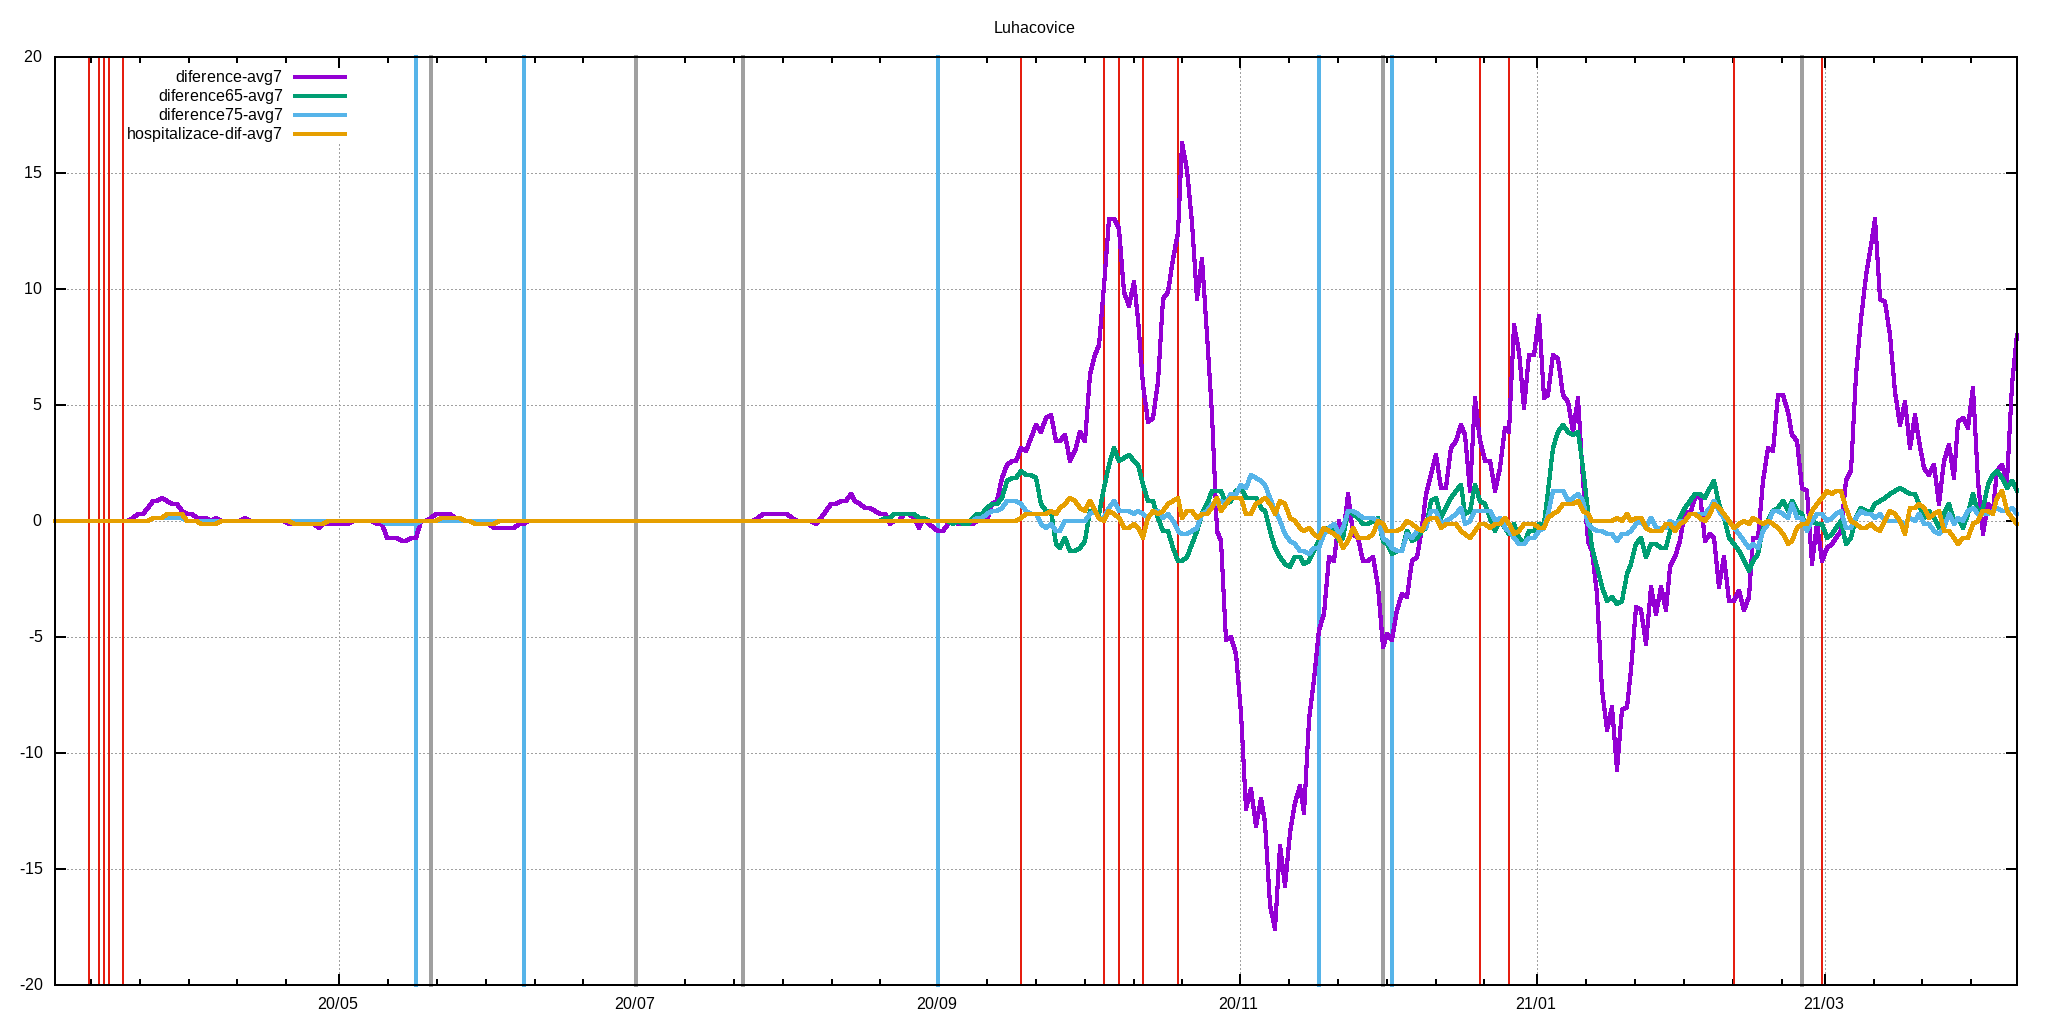 Luhacovice
20
diference-avg7
diference65-avg7
diference75-avg7
hospitalizace-dif-avg7
15
10
5
0
-5
-10
-15
-20
20/05 20/07 20/09 20/11 21/01 21/03